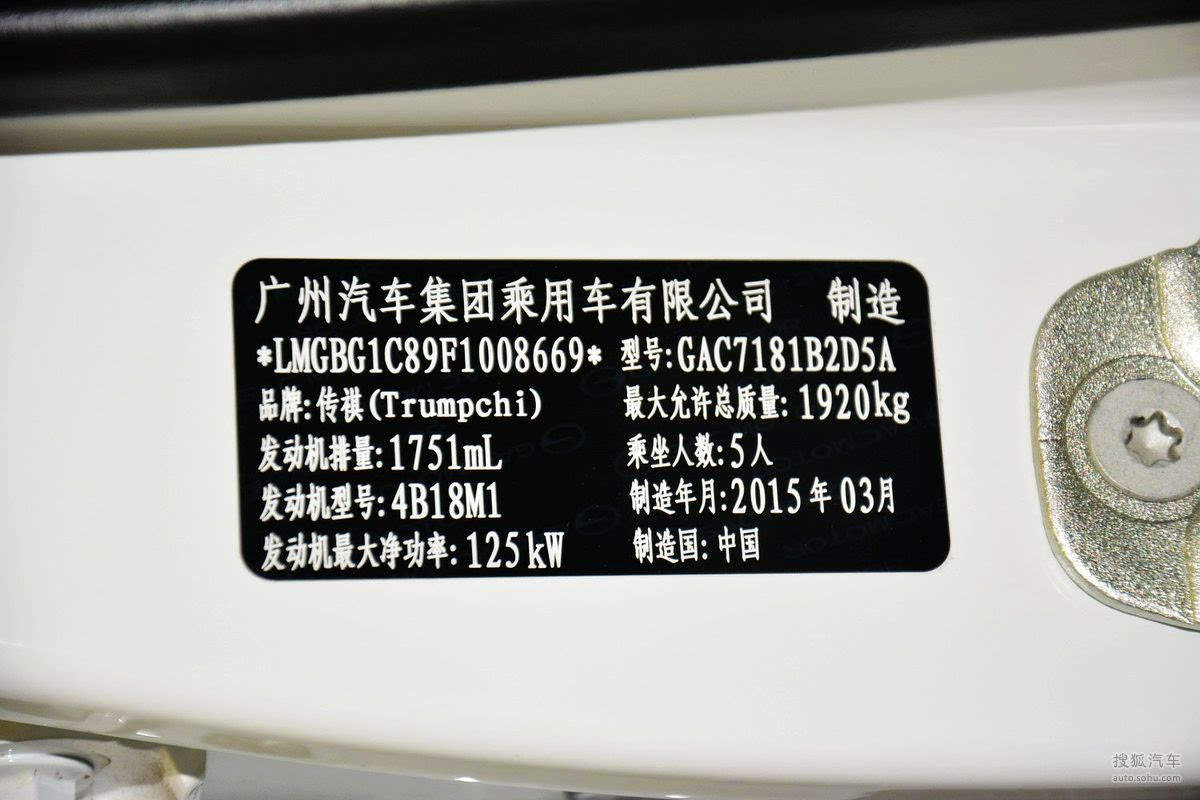 广州汽车集团乘用车有限公司 制造
*LMGBG1C89F1008669* 型号:GAC7181B2D5A
品牌:传祺(Trumpchi) 最大允许总质量:1920kg
发动机排量:1751mL 乘坐人数:5人
发动机型号:4B18M1 制造年月:2015年03月
发动机最大净功率:125kW 制造国:中国
搜狐汽车
auto.sohu.com